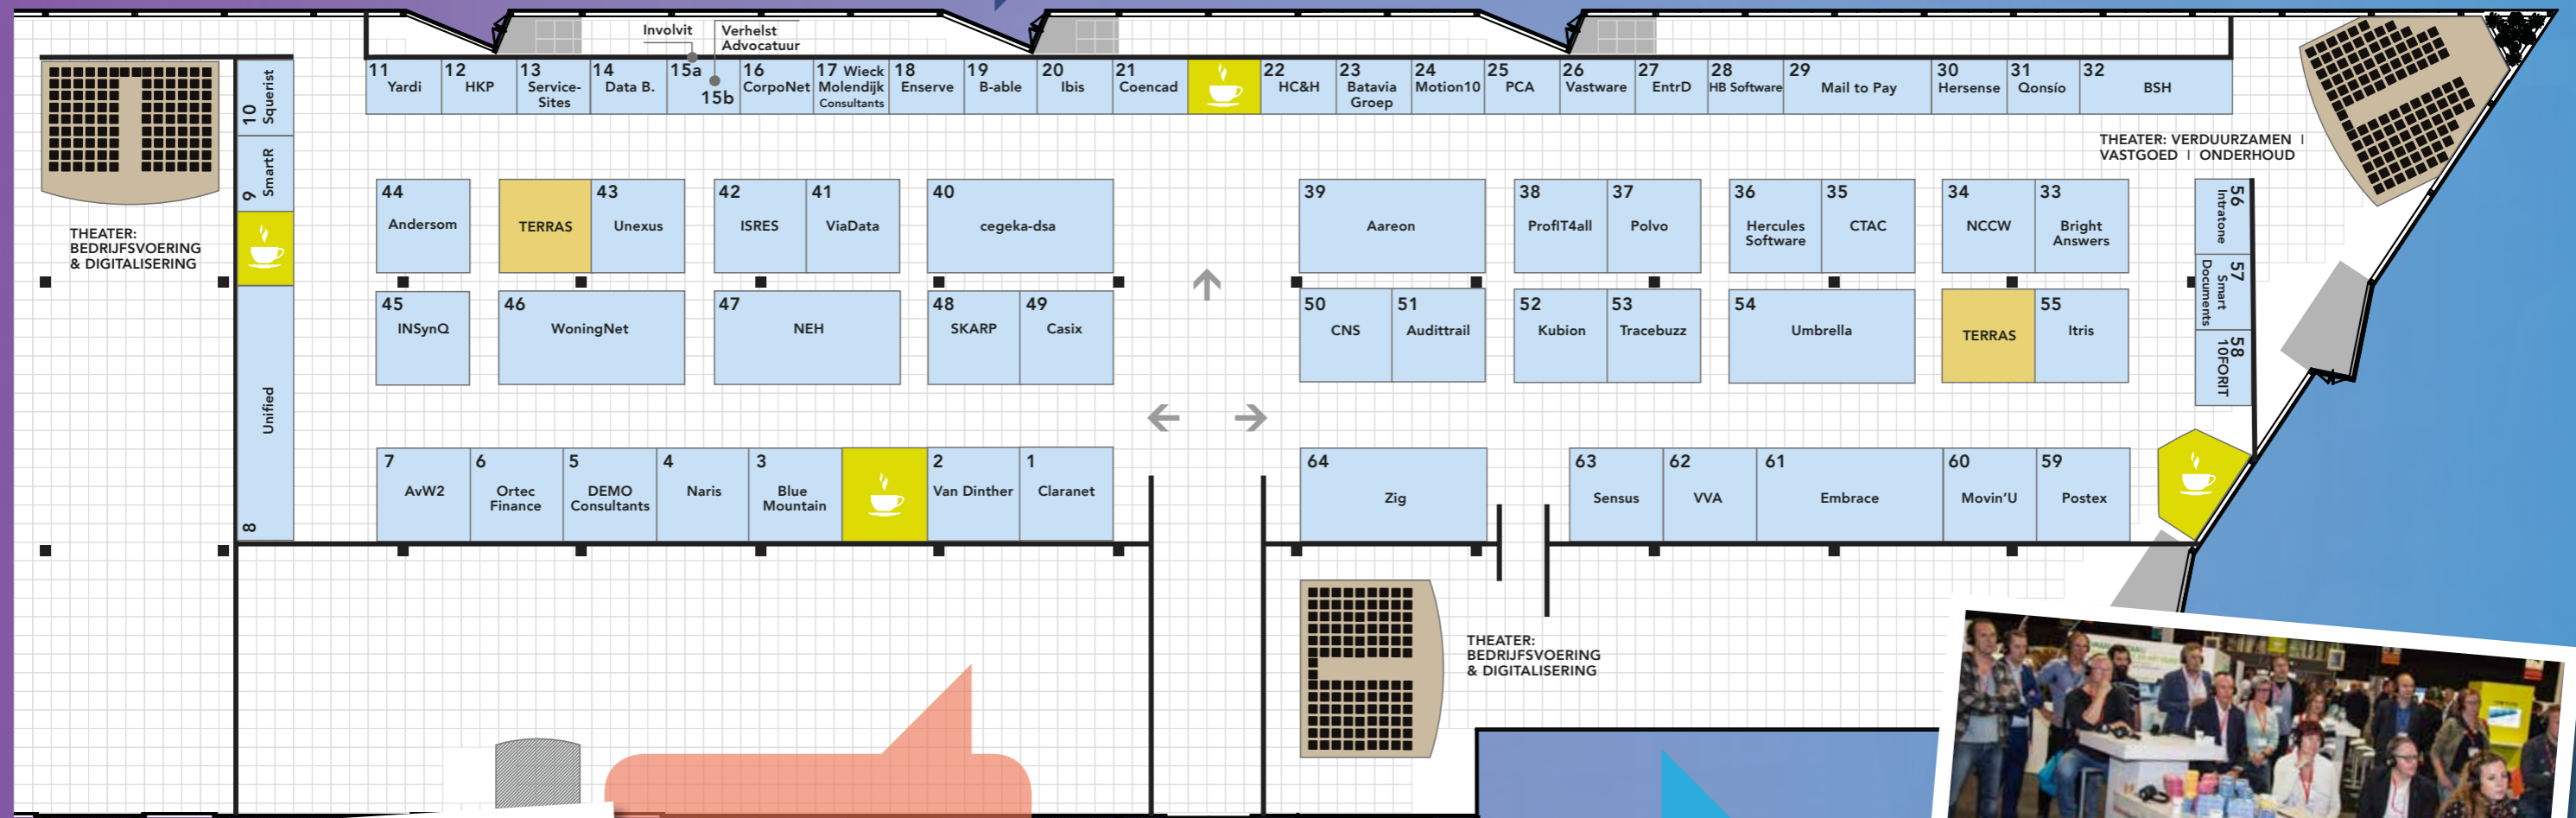 Involvit
Verhelst
Advocatuur
11
Yardi
12
HKP
13
Service-
Sites
14
Data B.
15a
15b
16
CorpoNet
17 Wieck
Molendijk
Consultants
18
Enserve
19
B-able
20
Ibis
21
Coencad
22
HC&H
23
Batavia
Groep
24
Motion10
25
PCA
26
Vastware
27
EntrD
28
HB Software
29
Mail to Pay
30
Hersense
31
Qonsío
32
BSH
THEATER: VERDUURZAMEN |
VASTGOED | ONDERHOUD
THEATER:
BEDRIJFSVOERING
& DIGITALISERING
10
Squerist
9
SmartR
8
Unified
44
Andersom
TERRAS
43
Unexus
42
ISRES
41
ViaData
40
cegeka-dsa
39
Aareon
38
ProfIT4all
37
Polvo
36
Hercules
Software
35
CTAC
34
NCCW
33
Bright
Answers
56
Intratone
57
Smart
Documents
58
10FORIT
45
INSynQ
46
WoningNet
47
NEH
48
SKARP
49
Casix
50
CNS
51
Audittrail
52
Kubion
53
Tracebuzz
54
Umbrella
TERRAS
55
Itris
7
AvW2
6
Ortec
Finance
5
DEMO
Consultants
4
Naris
3
Blue
Mountain
2
Van Dinther
1
Claranet
64
Zig
63
Sensus
62
VVA
61
Embrace
60
Movin’U
59
Postex
THEATER:
BEDRIJFSVOERING
& DIGITALISERING